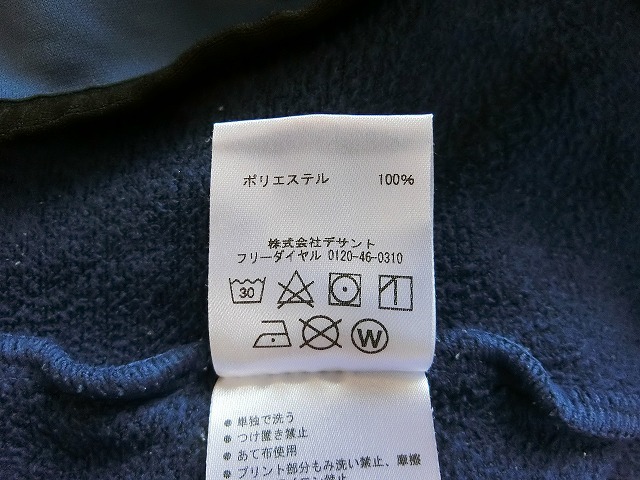 ポリエステル 100%
株式会社デサント
フリーダイヤル 0120-46-0310
30
W
● 単独で洗う
● つけ置き禁止
● あて布使用
● プリント部分もみ洗い禁止、摩擦